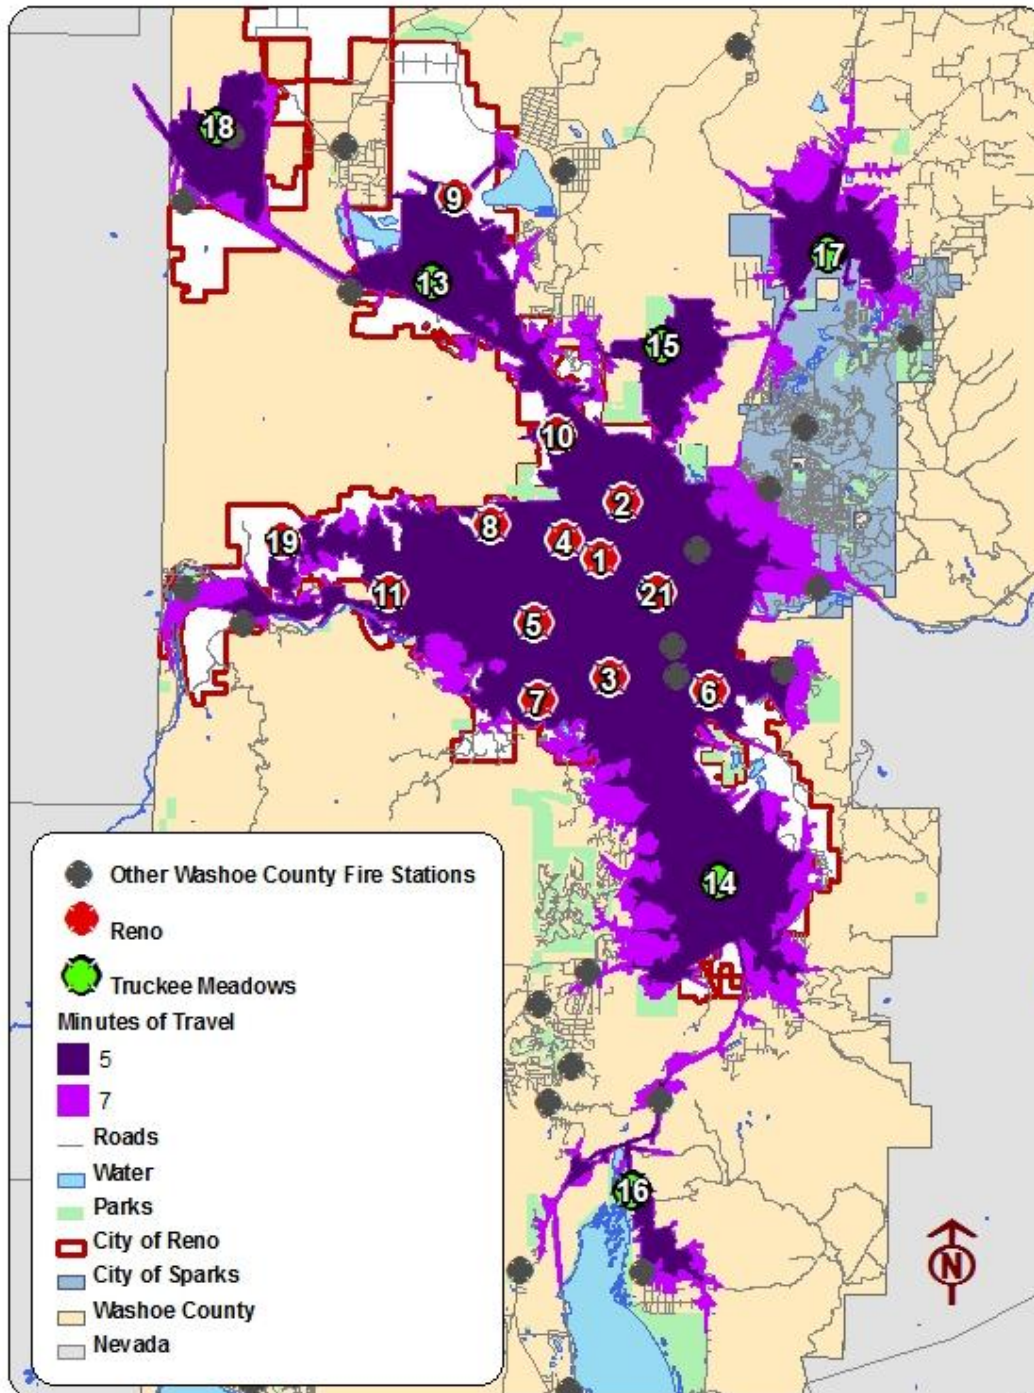 18
9
17
13
15
10
2
8
4
19
1
11
21
5
3
6
7
14
16
Other Washoe County Fire Stations
Reno
Truckee Meadows
Minutes of Travel
5
7
Roads
Water
Parks
City of Reno
City of Sparks
Washoe County
Nevada
N